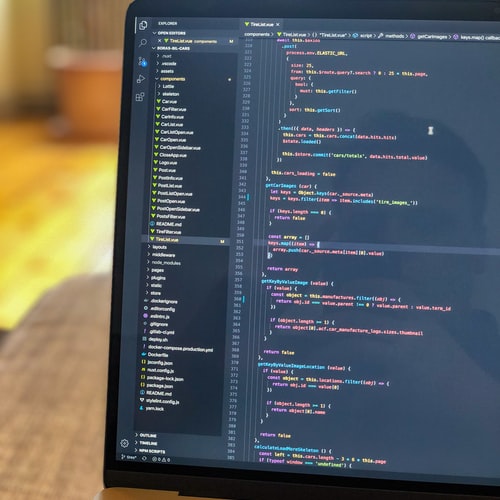 EXPLORER
OPEN EDITORS
TireList.vue components M
BORAS-BIL-CARS
.nuxt
.vscode
assets
components
Lottie
skeleton
Car.vue
CarFilter.vue
CarInfo.vue
CarList.vue
CarListOpen.vue
CarOpen.vue
CarOpenSidebar.vue
CloseApp.vue
Logo.vue
Post.vue
PostInfo.vue
PostList.vue
PostListOpen.vue
PostOpen.vue
PostOpenSidebar.vue
PostsFilter.vue
README.md
TireFilter.vue
TireList.vue M
layouts
middleware
node_modules
pages
plugins
static
store
.dockerignore
.editorconfig
.gitignore
.gitlab-ci.yml
deploy.sh
docker-compose.production.yml
Dockerfile
jsconfig.json
nuxt.config.js
package-lock.json
package.json
README.md
stylelint.config.js
yarn.lock
OUTLINE
TIMELINE
NPM SCRIPTS
TireList.vue
components > TireList.vue > {} "TireList.vue" > script > methods > getCarImages > keys.map() callback
await this.$axios
.post(
process.env.ELASTIC_URL,
{
size: 25,
from: this.$route.query?.search ? 0 : 25 * this.page,
query: {
bool: {
must: this.getFilter()
}
},
sort: this.getSort()
}
)
.then(({ data, headers }) => {
this.cars = this.cars.concat(data.hits.hits)
$state.loaded()
this.$store.commit('cars/totals', data.hits.total.value)
})
this.cars_loading = false
},
getCarImages (car) {
let keys = Object.keys(car._source.meta)
keys = keys.filter(item => item.includes('tire_images_'))
if (keys.length === 0) {
return false
}
const array = []
keys.map((item) => {
array.push(car._source.meta[item][0].value)
})
return array
},
getKeyByValueImage (value) {
if (value) {
const object = this.manufactures.filter((obj) => {
return obj.id === value.parent !== 0 ? value.parent : value.term_id
})
if (object.length >= 1) {
return object[0].acf.car_manufacture_logo.sizes.thumbnail
}
}
return false
},
getKeyByValueImageLocation (value) {
if (value) {
const object = this.locations.filter((obj) => {
return obj.id === value[0]
})
if (object.length >= 1) {
return object[0].name
}
}
return false
},
calculateLoadMoreSkeleton () {
const left = this.cars.length - 3 * 6 * this.page
if (typeof window === 'undefined') {